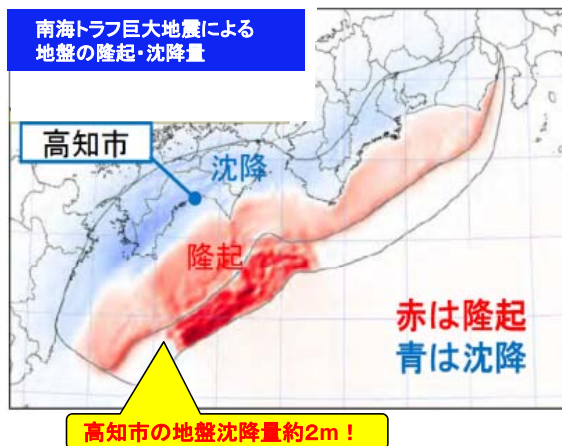 南海トラフ巨大地震による
地盤の隆起・沈降量
高知市
沈降
隆起
赤は隆起
青は沈降
高知市の地盤沈降量約2m！